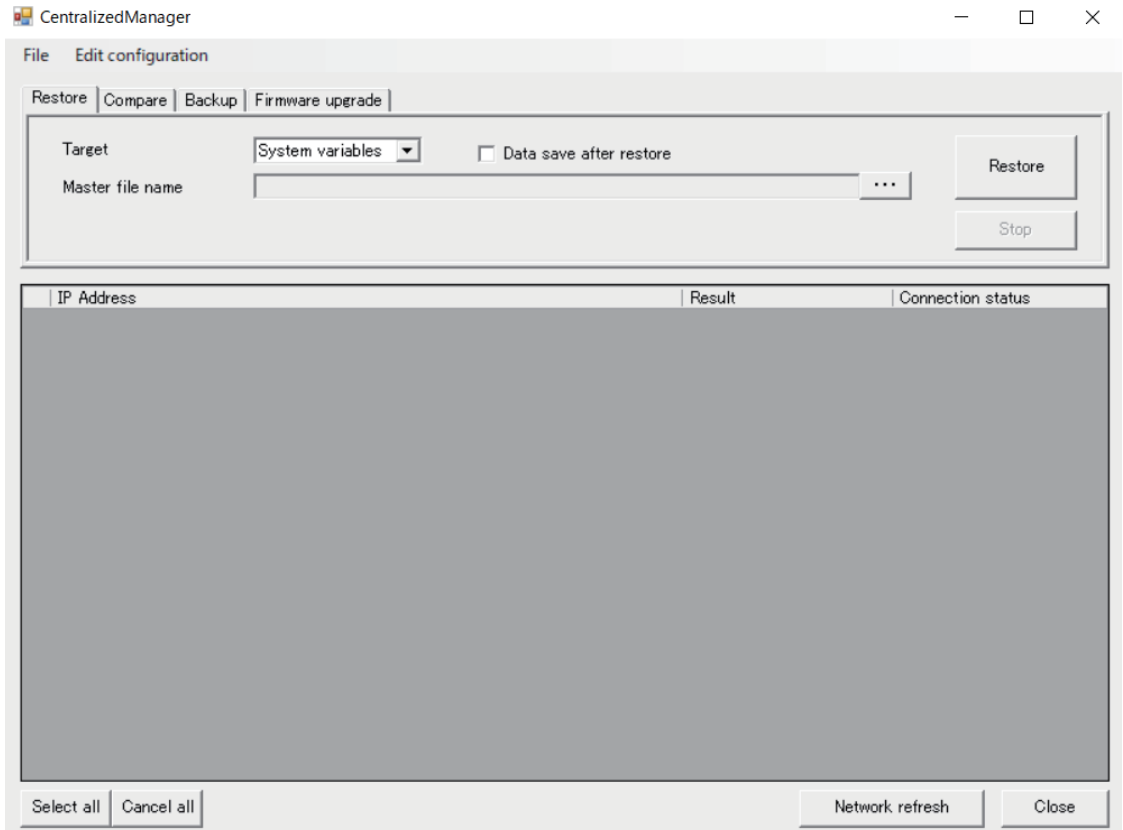 CentralizedManager
File Edit configuration
Restore Compare Backup Firmware upgrade
Target System variables Data save after restore Restore
Master file name ...
Stop
IP Address Result Connection status
Select all Cancel all Network refresh Close